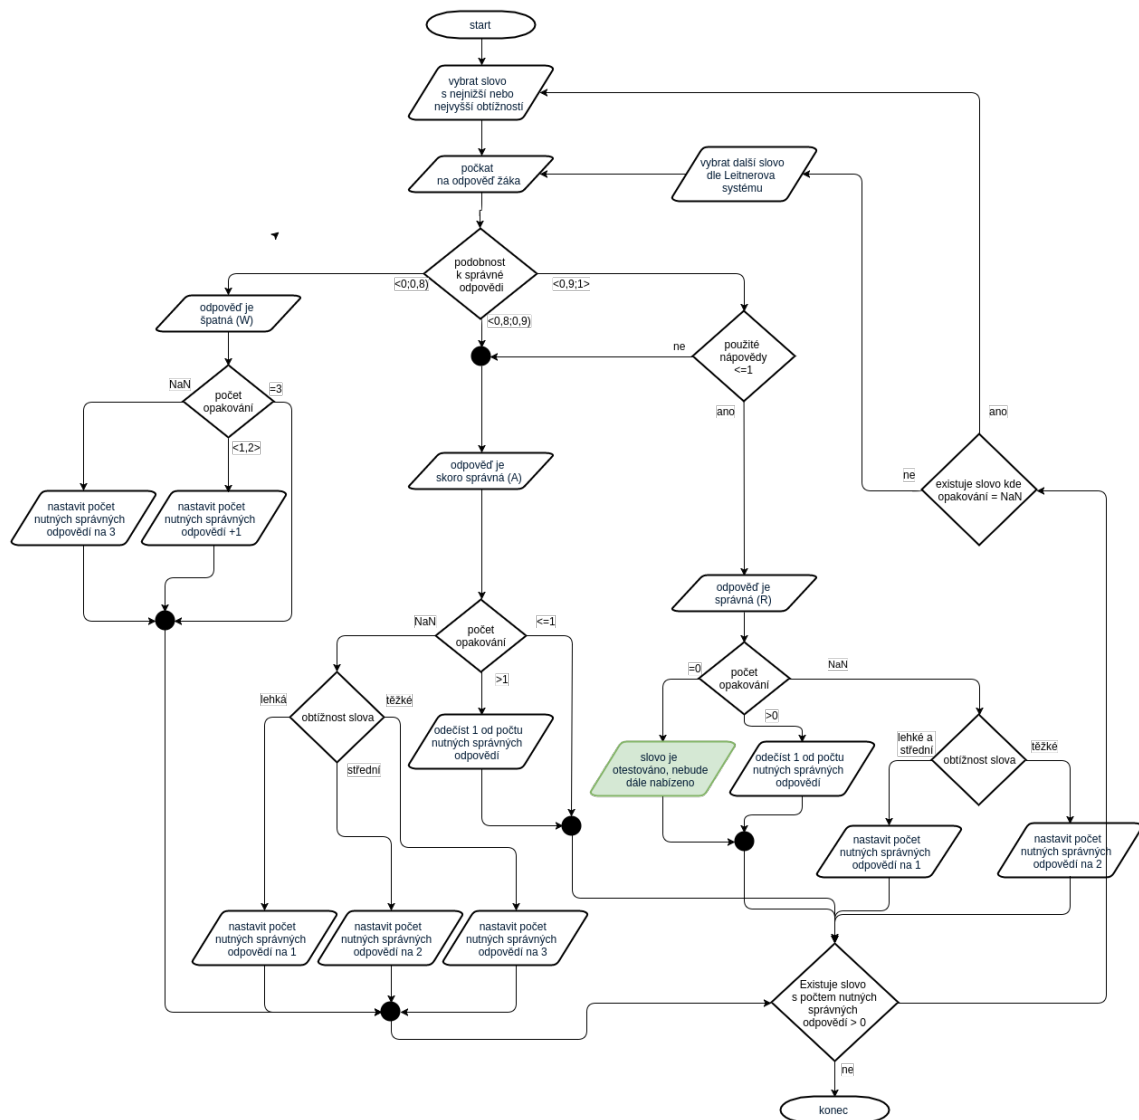 start
vybrat slovo
s nejnižší nebo
nejvyšší obtížností
počkat
na odpověď žáka
vybrat další slovo
dle Leitnerova
systému
podobnost
k správné
odpovědi
<0;0,8)
<0,9;1>
<0,8;0,9)
odpověď je
špatná (W)
použité
nápovědy
<=1
ne
ano
NaN
=3
počet
opakování
<1,2>
ano
ne
existuje slovo kde
opakování = NaN
odpověď je
skoro správná (A)
nastavit počet
nutných správných
odpovědí na 3
nastavit počet
nutných správných
odpovědí +1
odpověď je
správná (R)
NaN
<=1
počet
opakování
>1
=0
NaN
počet
opakování
>0
lehká
těžké
obtížnost slova
střední
odečíst 1 od počtu
nutných správných
odpovědí
slovo je
otestováno, nebude
dále nabízeno
odečíst 1 od počtu
nutných správných
odpovědí
lehké a
střední
těžké
obtížnost slova
nastavit počet
nutných správných
odpovědí na 1
nastavit počet
nutných správných
odpovědí na 2
nastavit počet
nutných správných
odpovědí na 1
nastavit počet
nutných správných
odpovědí na 2
nastavit počet
nutných správných
odpovědí na 3
Existuje slovo
s počtem nutných
správných
odpovědí > 0
ne
konec